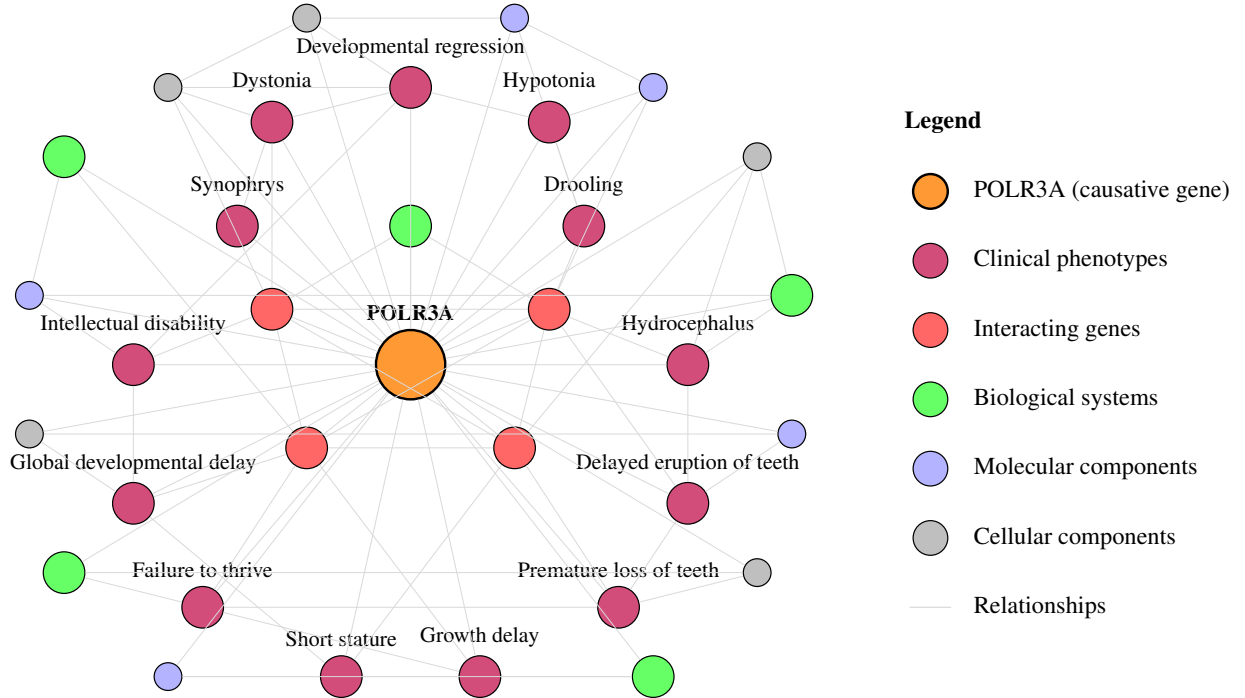 Developmental regression
Dystonia
Hypotonia
Synophrys
Drooling
POLR3A
Intellectual disability
Hydrocephalus
Global developmental delay
Delayed eruption of teeth
Failure to thrive
Premature loss of teeth
Short stature
Growth delay
Legend
POLR3A (causative gene)
Clinical phenotypes
Interacting genes
Biological systems
Molecular components
Cellular components
Relationships